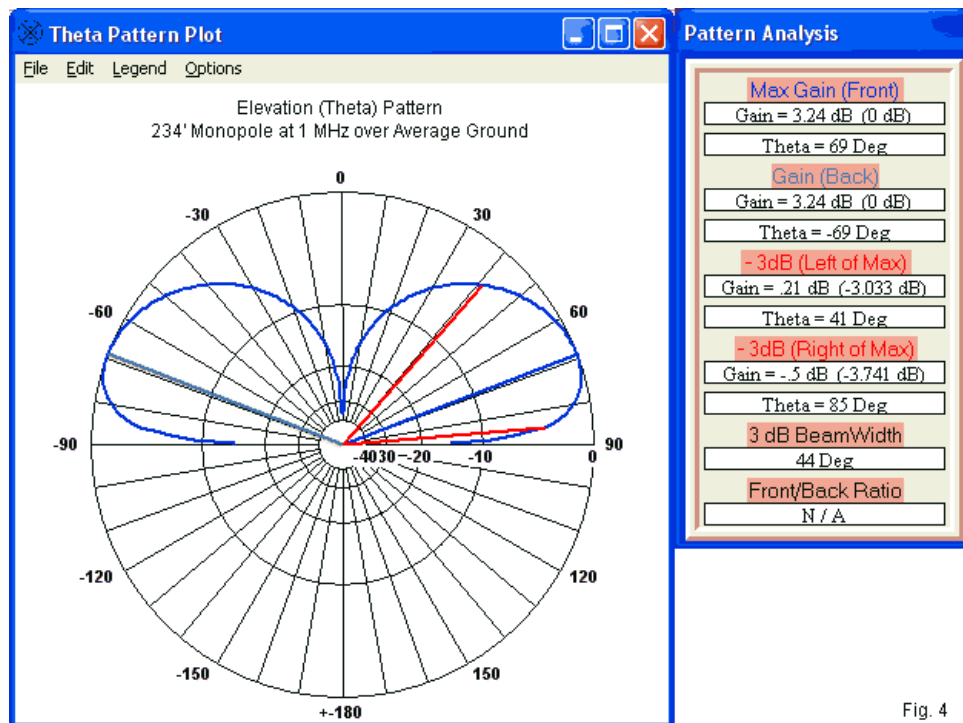 Theta Pattern Plot
File Edit Legend Options
Elevation (Theta) Pattern
234' Monopole at 1 MHz over Average Ground
0
-30 30
-60 60
-90 90
-40 30 -20 -10 0
-120 120
-150 150
+-180
Pattern Analysis
Max Gain (Front)
Gain = 3.24 dB (0 dB)
Theta = 69 Deg
Gain (Back)
Gain = 3.24 dB (0 dB)
Theta = -69 Deg
- 3dB (Left of Max)
Gain = .21 dB (-3.033 dB)
Theta = 41 Deg
- 3dB (Right of Max)
Gain = -.5 dB (-3.741 dB)
Theta = 85 Deg
3 dB BeamWidth
44 Deg
Front/Back Ratio
N / A
Fig. 4